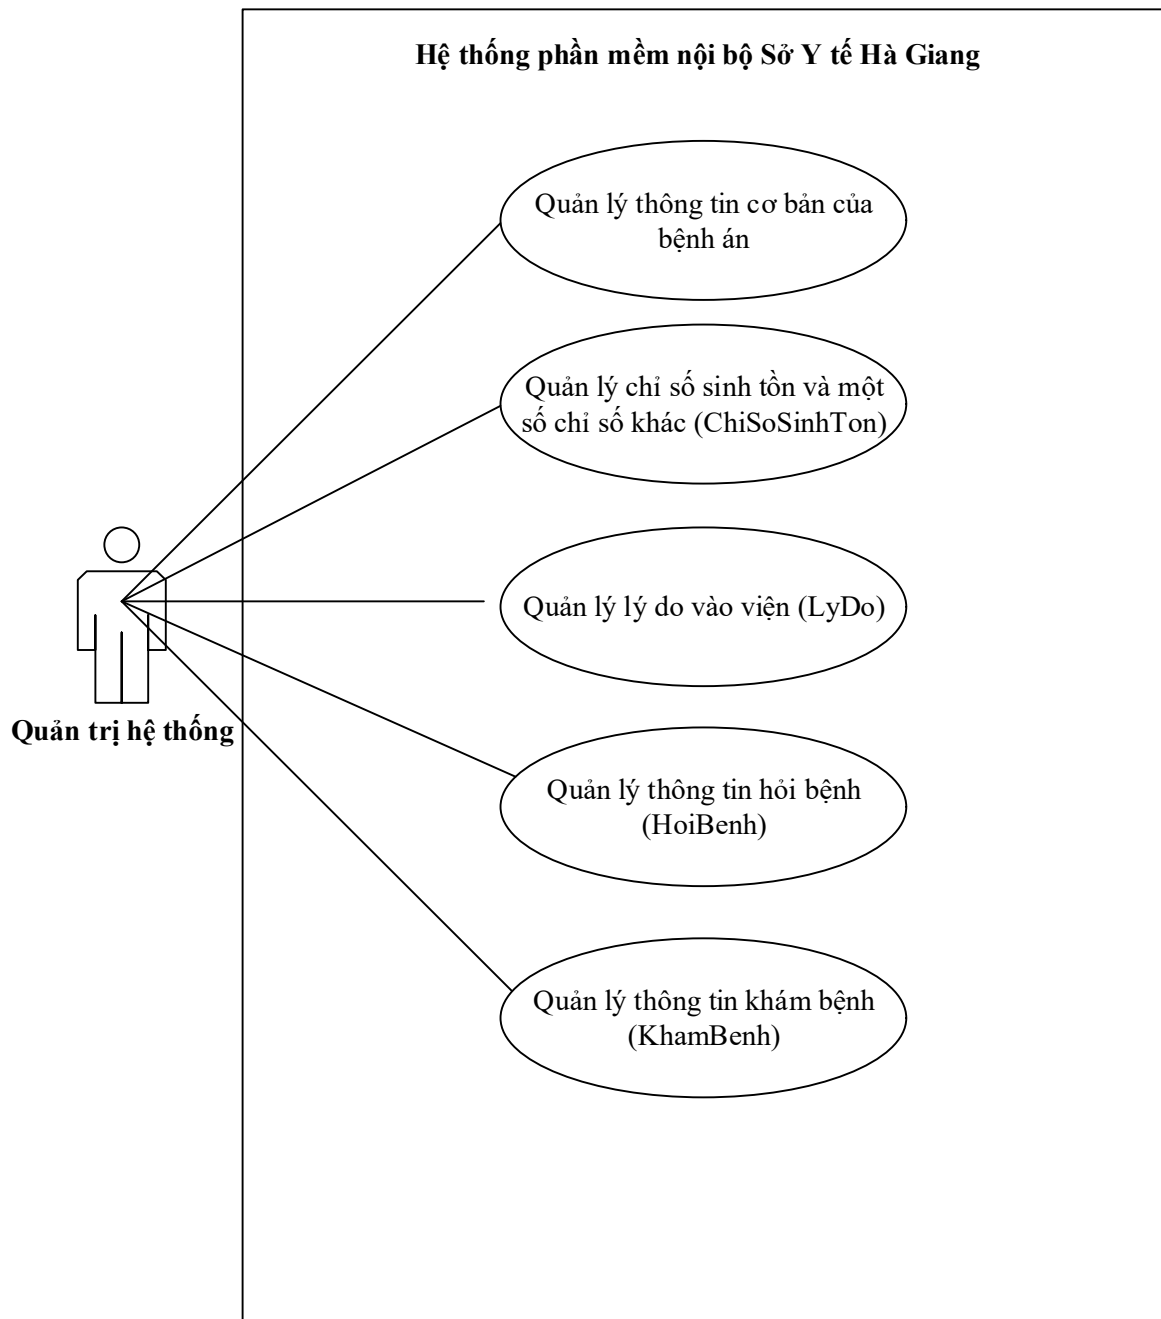 Hệ thống phần mềm nội bộ Sở Y tế Hà Giang
Quản lý thông tin cơ bản của
bệnh án
Quản lý chỉ số sinh tồn và một
số chỉ số khác (ChiSoSinhTon)
Quản lý lý do vào viện (LyDo)
Quản trị hệ thống
Quản lý thông tin hỏi bệnh
(HoiBenh)
Quản lý thông tin khám bệnh
(KhamBenh)